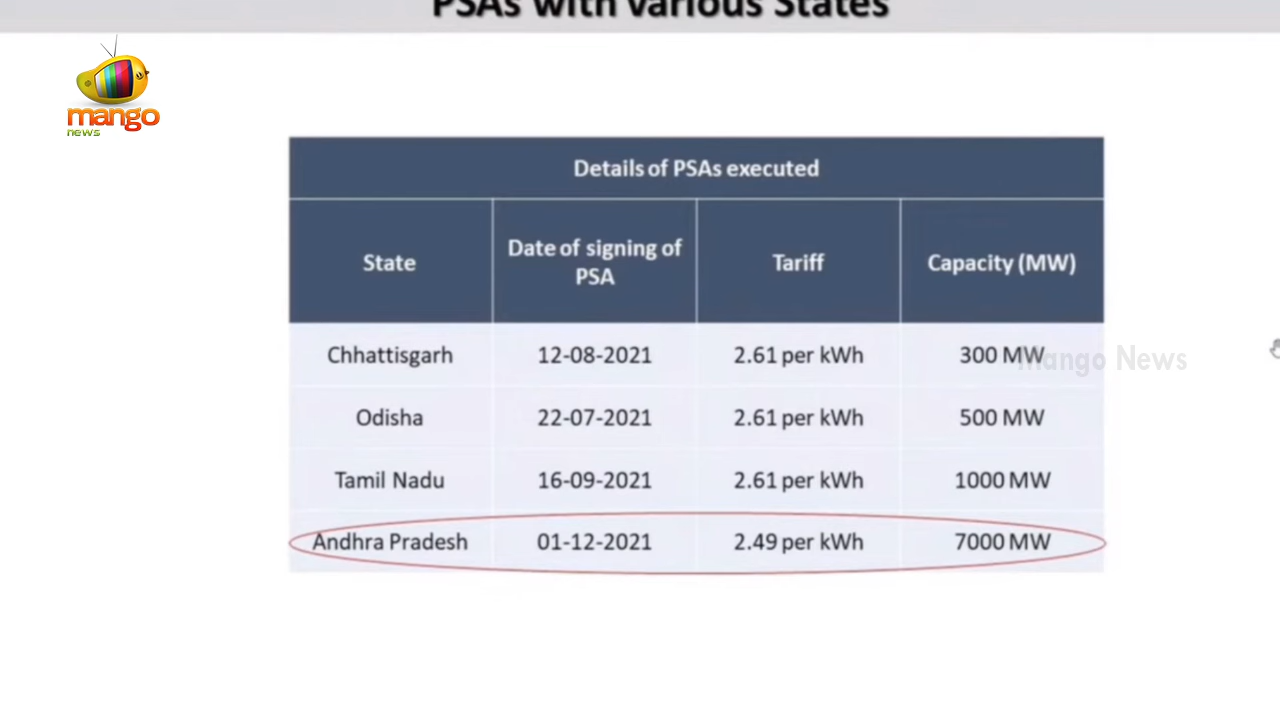 PSAs with various States
mango
news
Details of PSAs executed
State Date of signing of PSA Tariff Capacity (MW)
Chhattisgarh 12-08-2021 2.61 per kWh 300 MW
Mango News
Odisha 22-07-2021 2.61 per kWh 500 MW
Tamil Nadu 16-09-2021 2.61 per kWh 1000 MW
Andhra Pradesh 01-12-2021 2.49 per kWh 7000 MW